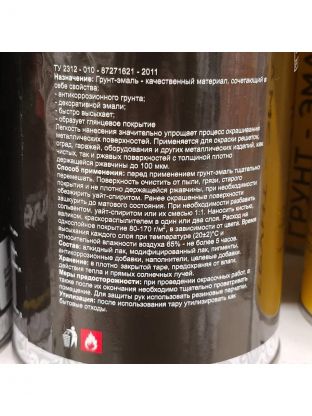 ТУ 2312 - 010 - 87271621 - 2011
Назначение: Грунт-эмаль - качественный материал, сочетающий в
себе свойства:
- антикоррозионного грунта;
- декоративной эмали;
- быстро высыхает;
- образует глянцевое покрытие
Легкость нанесения значительно упрощает процесс окрашивания
металлических поверхностей. Применяется для окраски решеток,
оград, гаражей, оборудования и других металлических изделий, как
чистых, так и ржавых поверхностей с толщиной плотно
держащейся ржавчины до 100 мкм.
Способ применения: перед применением грунт-эмаль тщательно
перемешать. Поверхность очистить от пыли, грязи, старого
покрытия и не плотно держащейся ржавчины, при необходимости
обезжирить уайт-спиритом. Ранее окрашенные поверхности
зашкурить до матового состояния. При необходимости разбавить
сольвентом, уайт-спиритом или их смесью 1:1. Наносить кистью,
валиком, краскопультом в один или два слоя. Расход на
однослойное покрытие 80-170 г/м², в зависимости от цвета. Время
высыхания каждого слоя при температуре (20±2)°С и
относительной влажности воздуха 65% - не более 5 часов.
Состав: алкидный лак, модифицированный лак, пигменты,
антикоррозионные добавки, наполнители, целевые добавки.
Хранение: в плотно закрытой таре, предохраняя от влаги,
действия тепла и прямых солнечных лучей.
Меры предосторожности: при проведении окрасочных работ, а
также после их окончания необходимо тщательно проветрить
помещение. Для защиты рук использовать резиновые перчатки.
Утилизация: после использования тару утилизировать как
бытовые отходы.
ГРУНТ
ЭМА